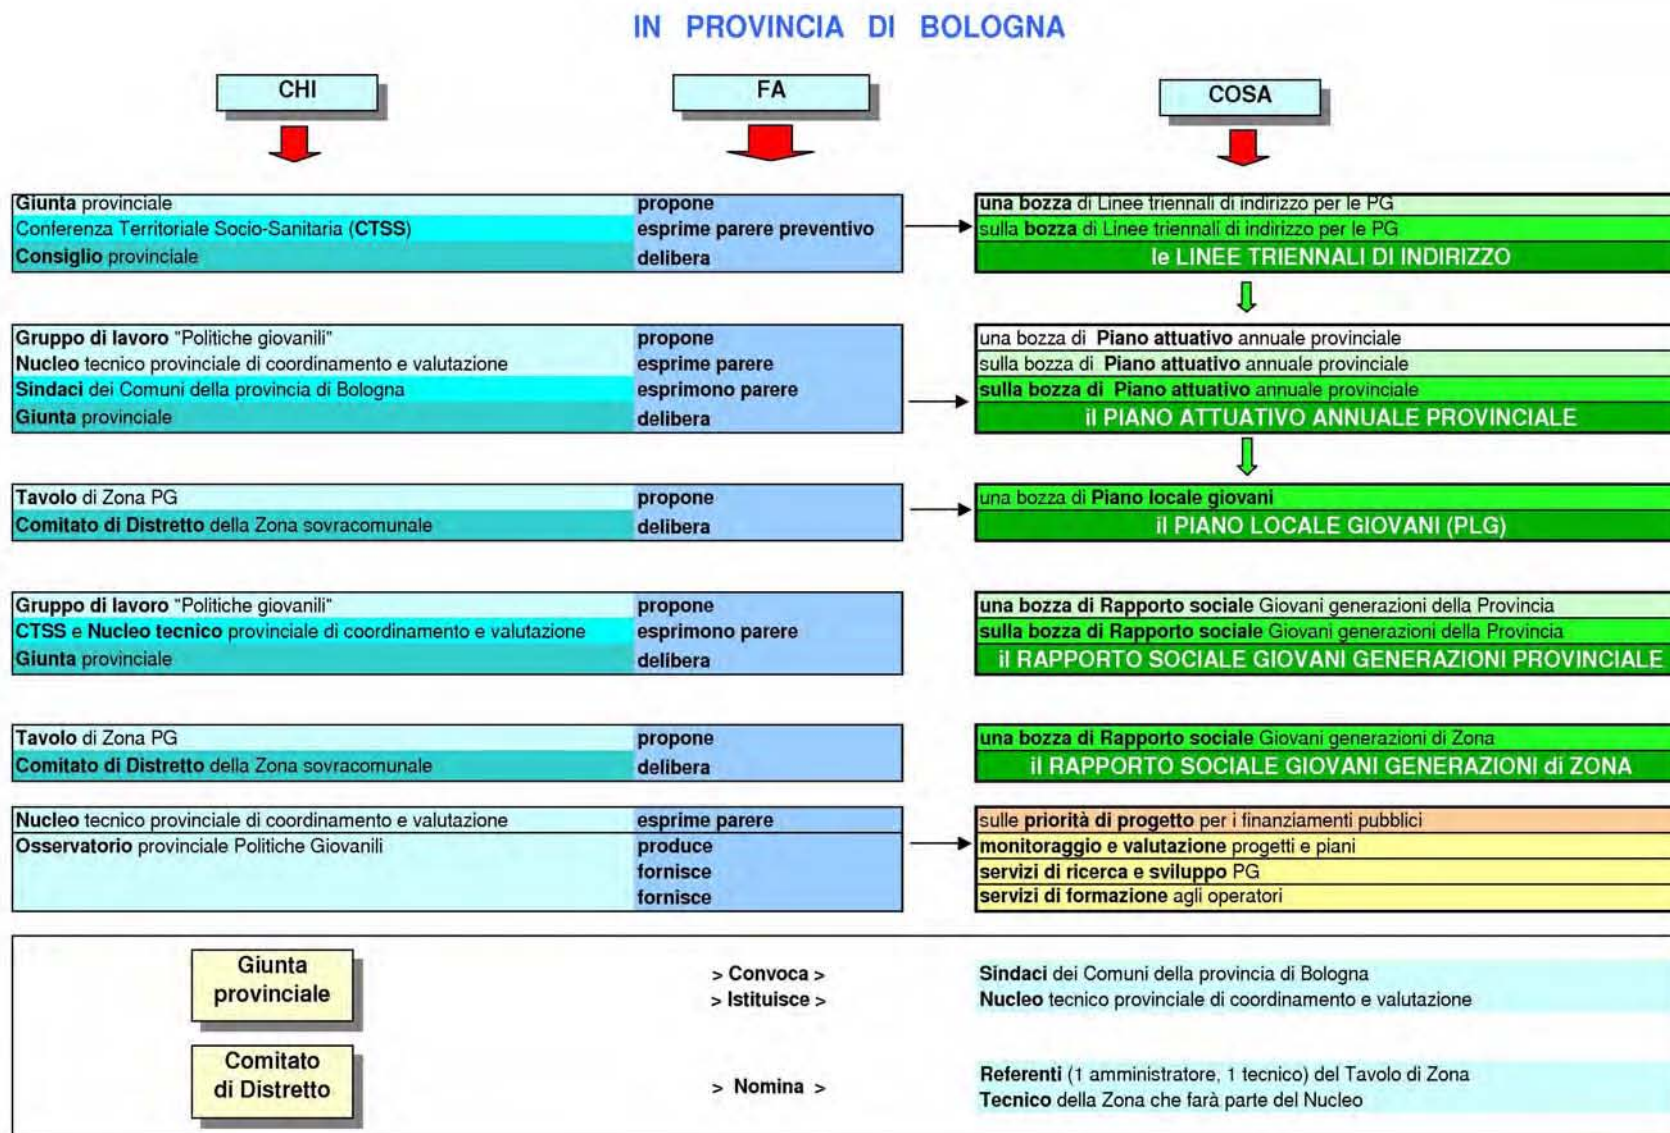 IN PROVINCIA DI BOLOGNA
CHI FA COSA
Giunta provinciale propone una bozza di Linee triennali di indirizzo per le PG
Conferenza Territoriale Socio-Sanitaria (CTSS) esprime parere preventivo sulla bozza di Linee triennali di indirizzo per le PG
Consiglio provinciale delibera le LINEE TRIENNALI DI INDIRIZZO
Gruppo di lavoro "Politiche giovanili" propone una bozza di Piano attuativo annuale provinciale
Nucleo tecnico provinciale di coordinamento e valutazione esprime parere sulla bozza di Piano attuativo annuale provinciale
Sindaci dei Comuni della provincia di Bologna esprimono parere sulla bozza di Piano attuativo annuale provinciale
Giunta provinciale delibera il PIANO ATTUATIVO ANNUALE PROVINCIALE
Tavolo di Zona PG propone una bozza di Piano locale giovani
Comitato di Distretto della Zona sovracomunale delibera il PIANO LOCALE GIOVANI (PLG)
Gruppo di lavoro "Politiche giovanili" propone una bozza di Rapporto sociale Giovani generazioni della Provincia
CTSS e Nucleo tecnico provinciale di coordinamento e valutazione esprimono parere sulla bozza di Rapporto sociale Giovani generazioni della Provincia
Giunta provinciale delibera il RAPPORTO SOCIALE GIOVANI GENERAZIONI PROVINCIALE
Tavolo di Zona PG propone una bozza di Rapporto sociale Giovani generazioni di Zona
Comitato di Distretto della Zona sovracomunale delibera il RAPPORTO SOCIALE GIOVANI GENERAZIONI di ZONA
Nucleo tecnico provinciale di coordinamento e valutazione esprime parere sulle priorità di progetto per i finanziamenti pubblici
Osservatorio provinciale Politiche Giovanili produce monitoraggio e valutazione progetti e piani
fornisce servizi di ricerca e sviluppo PG
fornisce servizi di formazione agli operatori
Giunta
provinciale
> Convoca > Sindaci dei Comuni della provincia di Bologna
> Istituisce > Nucleo tecnico provinciale di coordinamento e valutazione
Comitato
di Distretto
> Nomina > Referenti (1 amministratore, 1 tecnico) del Tavolo di Zona
Tecnico della Zona che farà parte del Nucleo